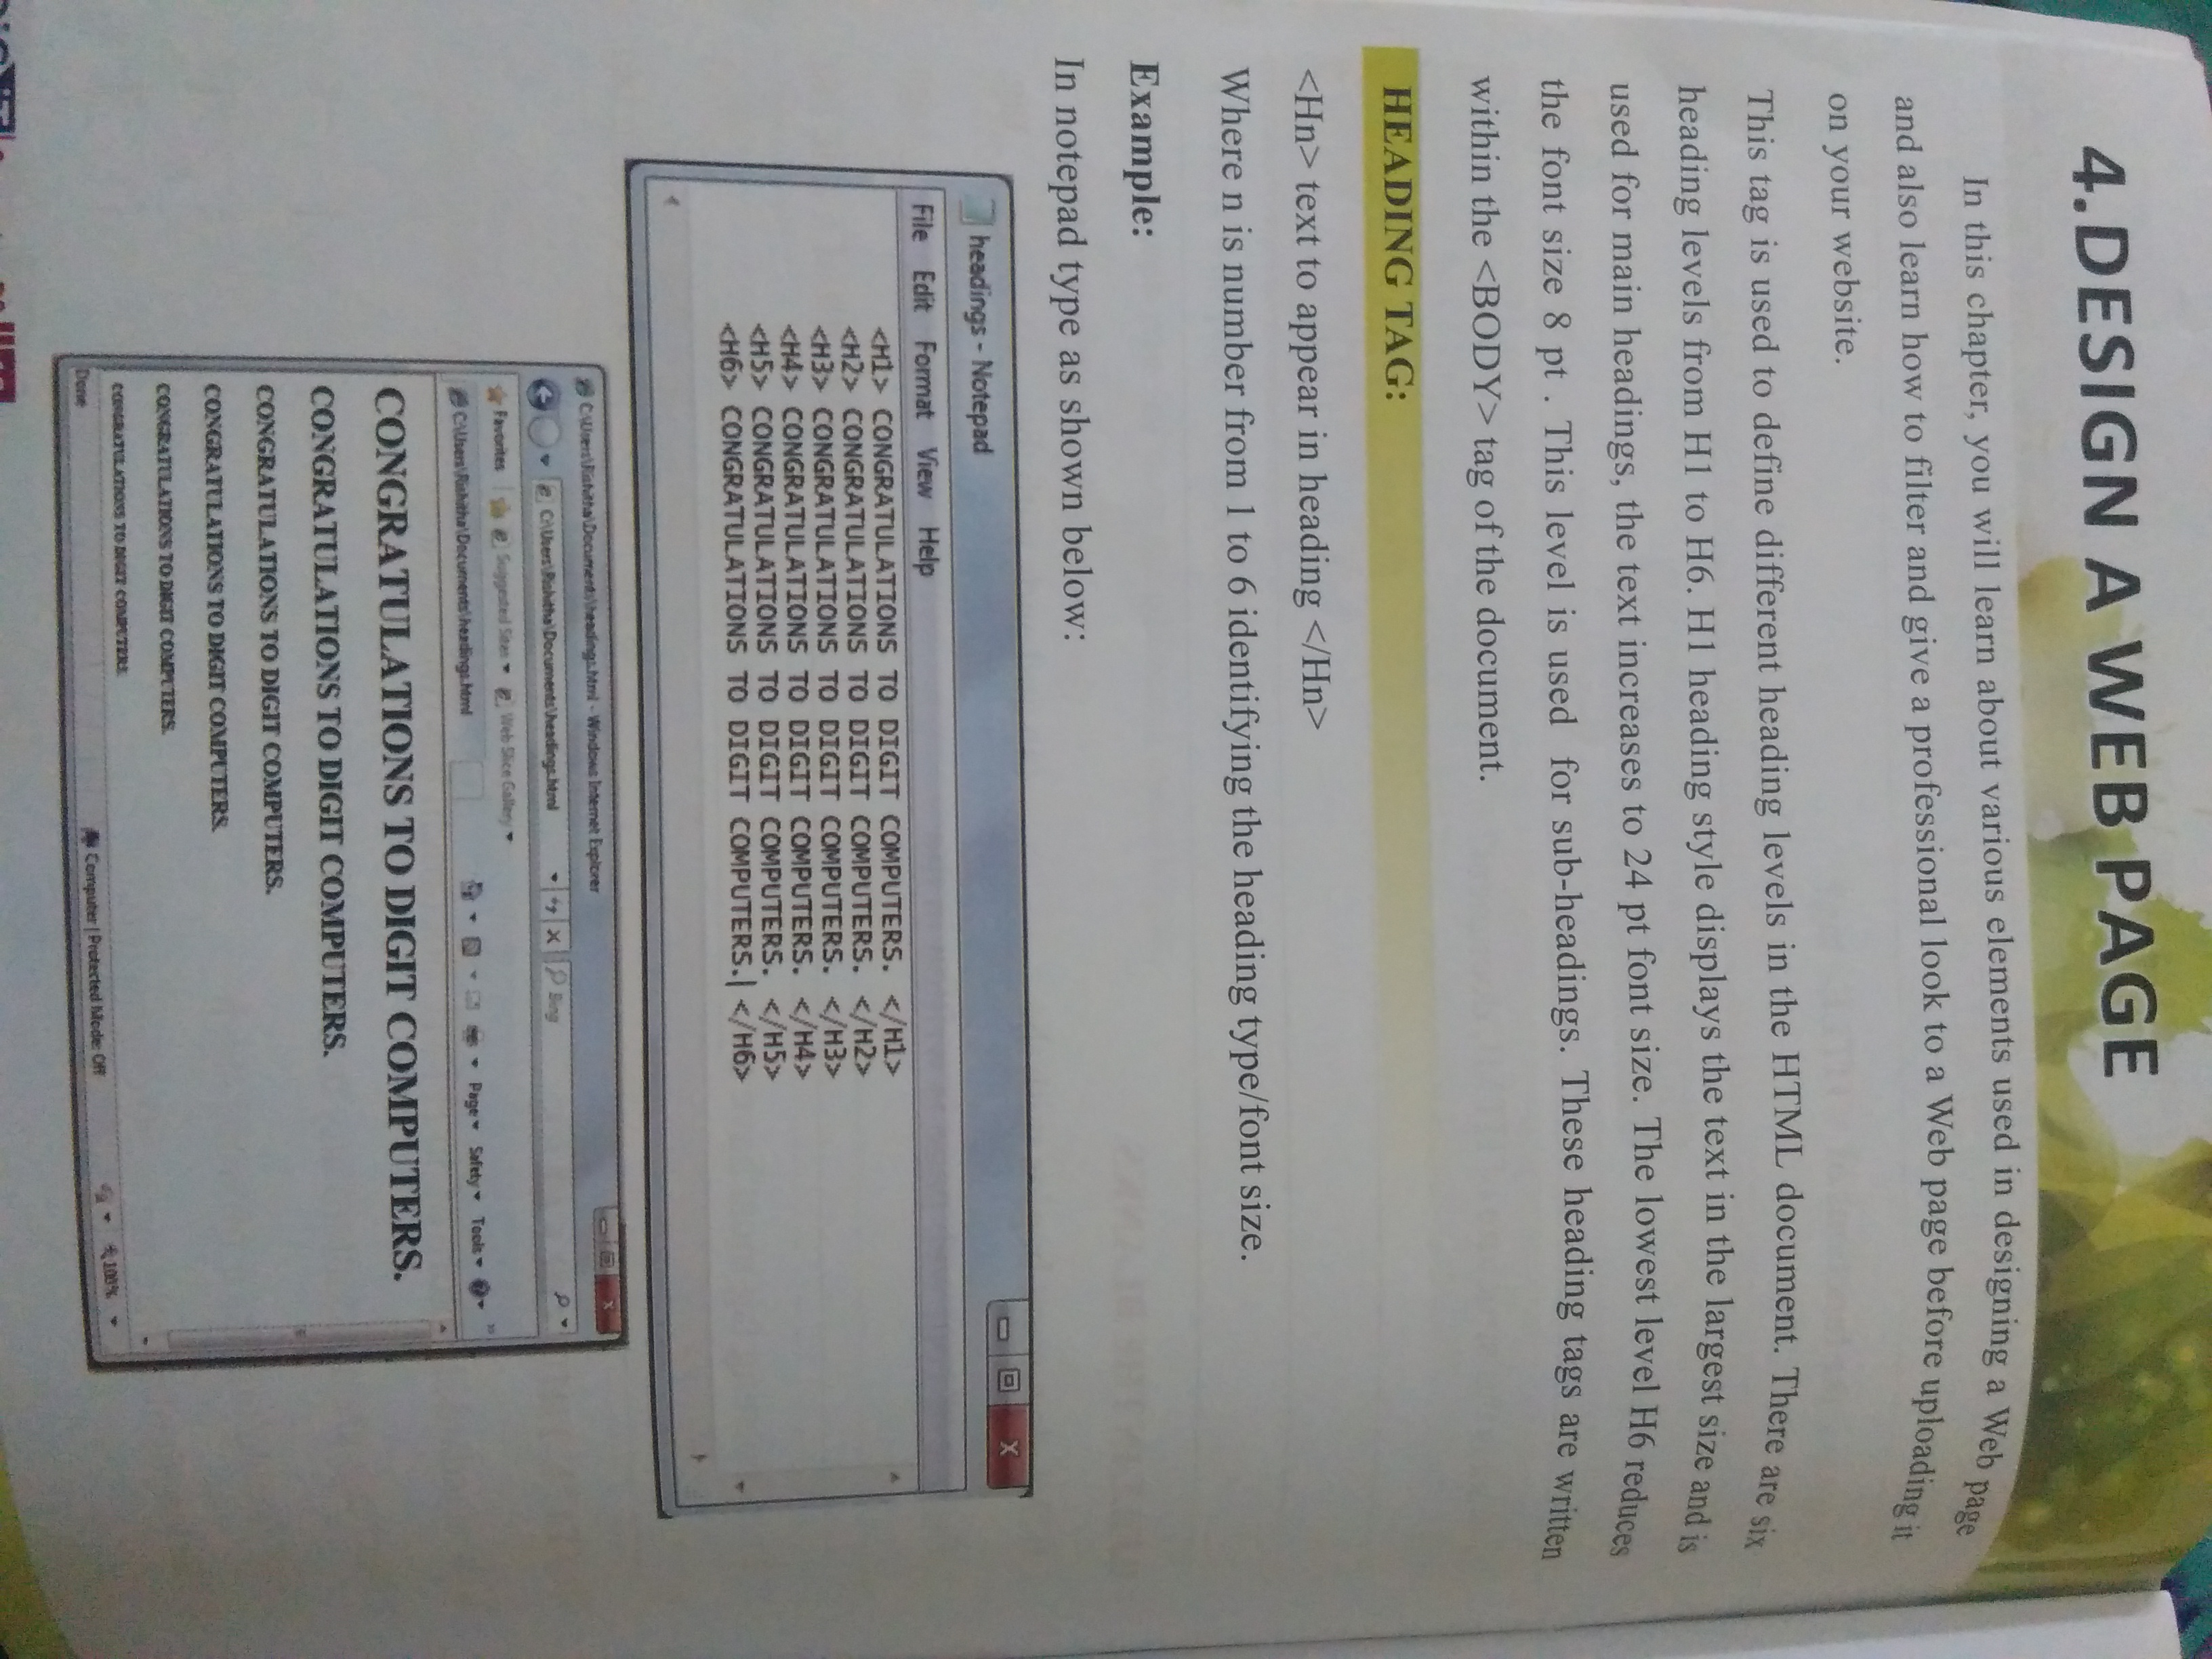 4.DESIGN A WEB PAGE
In this chapter, you will learn about various elements used in designing a Web page
and also learn how to filter and give a professional look to a Web page before uploading it
on your website.
This tag is used to define different heading levels in the HTML document. There are six
heading levels from H1 to H6. H1 heading style displays the text in the largest size and is
used for main headings, the text increases to 24 pt font size. The lowest level H6 reduces
the font size 8 pt . This level is used for sub-headings. These heading tags are written
within the <BODY> tag of the document.
HEADING TAG:
<Hn> text to appear in heading </Hn>
Where n is number from 1 to 6 identifying the heading type/font size.
Example:
In notepad type as shown below:
headings - Notepad
File Edit Format View Help
<H1> CONGRATULATIONS TO DIGIT COMPUTERS. </H1>
<H2> CONGRATULATIONS TO DIGIT COMPUTERS. </H2>
<H3> CONGRATULATIONS TO DIGIT COMPUTERS. </H3>
<H4> CONGRATULATIONS TO DIGIT COMPUTERS. </H4>
<H5> CONGRATULATIONS TO DIGIT COMPUTERS. </H5>
<H6> CONGRATULATIONS TO DIGIT COMPUTERS. </H6>
C:\Users\Rishitha\Documents\headings.html - Windows Internet Explorer
C:\Users\Rishitha\Documents\headings.html Bing
Favorites Suggested Sites Web Slice Gallery
C:\Users\Rishitha\Documents\headings.html Page Safety Tools
CONGRATULATIONS TO DIGIT COMPUTERS.
CONGRATULATIONS TO DIGIT COMPUTERS.
CONGRATULATIONS TO DIGIT COMPUTERS.
CONGRATULATIONS TO DIGIT COMPUTERS.
CONGRATULATIONS TO DIGIT COMPUTERS.
CONGRATULATIONS TO DIGIT COMPUTERS.
Done Computer | Protected Mode: Off 100%